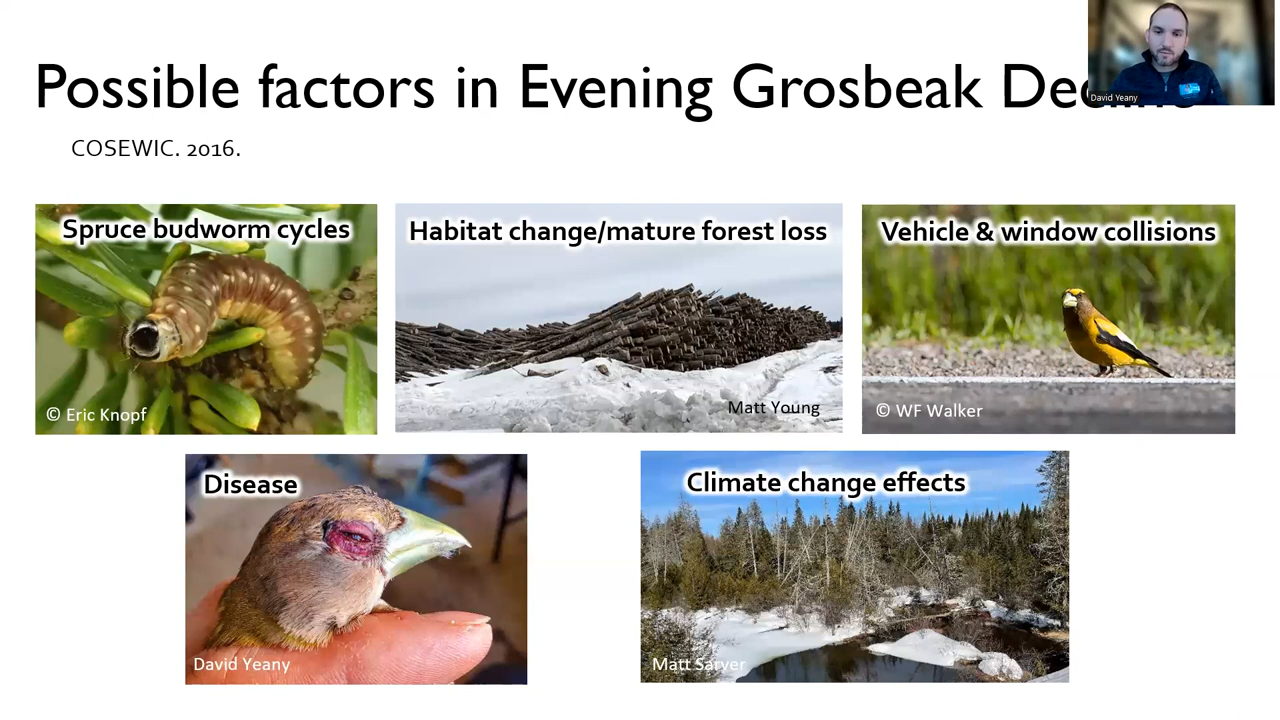 Possible factors in Evening Grosbeak
David Yeany
COSEWIC. 2016.
Spruce budworm cycles
© Eric Knopf
Habitat change/mature forest loss
Matt Young
Vehicle & window collisions
© WF Walker
Disease
David Yeany
Climate change effects
Matt Sarver